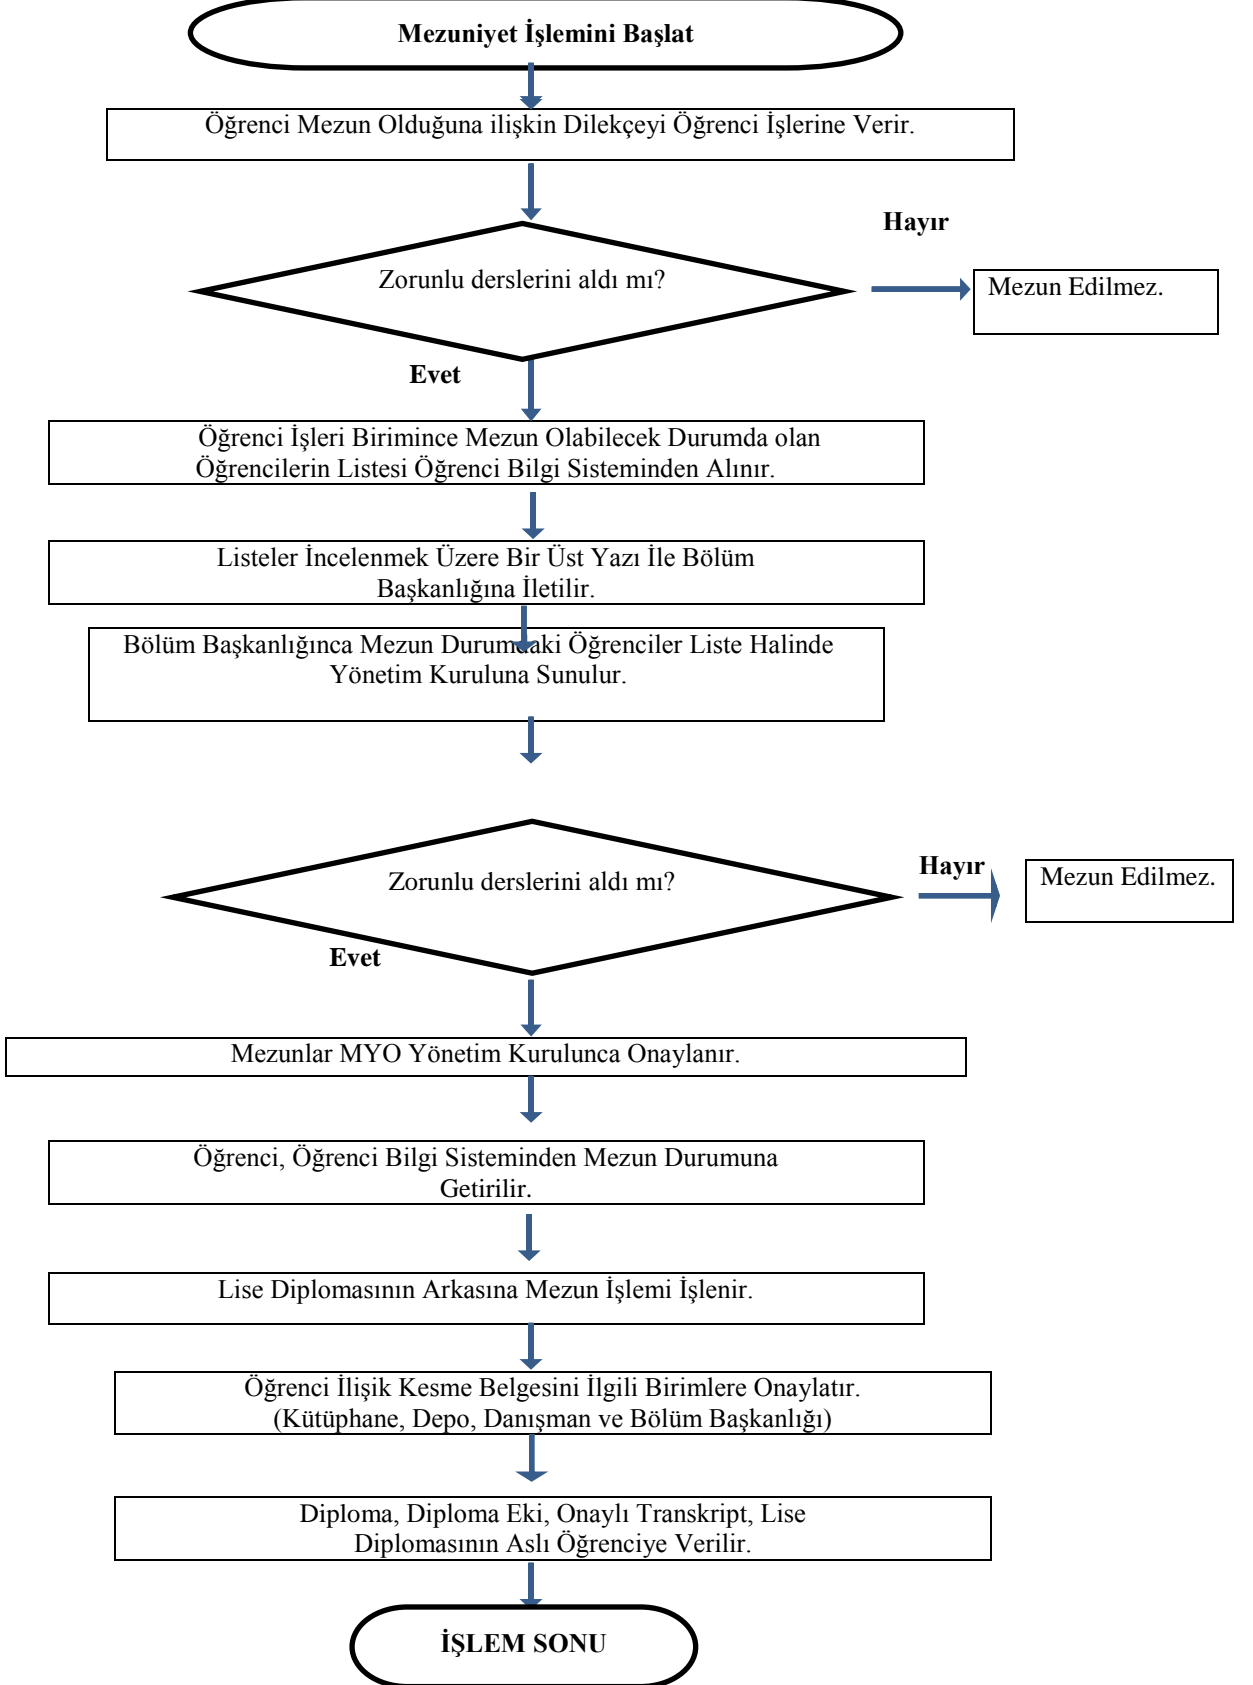 Mezuniyet İşlemini Başlat
Öğrenci Mezun Olduğuna ilişkin Dilekçeyi Öğrenci İşlerine Verir.
Hayır
Zorunlu derslerini aldı mı?
Mezun Edilmez.
Evet
Öğrenci İşleri Birimince Mezun Olabilecek Durumda olan
Öğrencilerin Listesi Öğrenci Bilgi Sisteminden Alınır.
Listeler İncelenmek Üzere Bir Üst Yazı İle Bölüm
Başkanlığına İletilir.
Bölüm Başkanlığınca Mezun Durumdaki Öğrenciler Liste Halinde
Yönetim Kuruluna Sunulur.
Hayır
Zorunlu derslerini aldı mı?
Mezun Edilmez.
Evet
Mezunlar MYO Yönetim Kurulunca Onaylanır.
Öğrenci, Öğrenci Bilgi Sisteminden Mezun Durumuna
Getirilir.
Lise Diplomasının Arkasına Mezun İşlemi İşlenir.
Öğrenci İlişik Kesme Belgesini İlgili Birimlere Onaylatır.
(Kütüphane, Depo, Danışman ve Bölüm Başkanlığı)
Diploma, Diploma Eki, Onaylı Transkript, Lise
Diplomasının Aslı Öğrenciye Verilir.
İŞLEM SONU